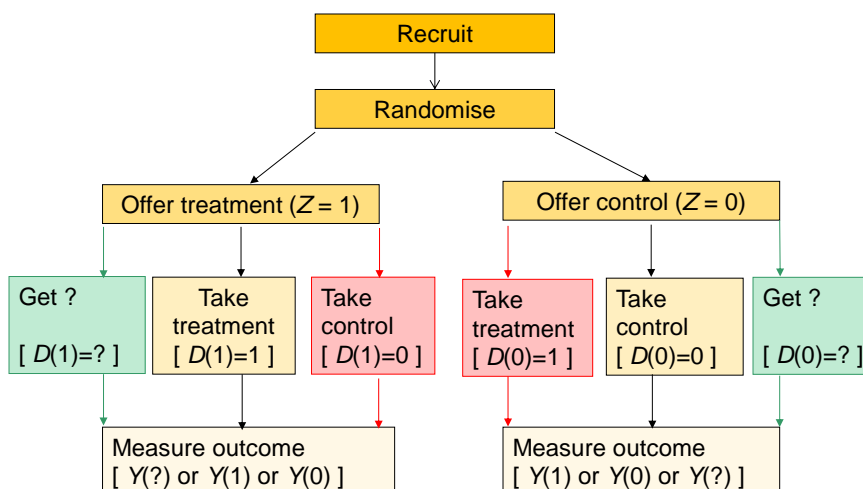 Recruit
Randomise
Offer treatment (Z = 1)
Offer control (Z = 0)
Get ?
[ D(1)=? ]
Take
treatment
[ D(1)=1 ]
Take
control
[ D(1)=0 ]
Take
treatment
[ D(0)=1 ]
Take
control
[ D(0)=0 ]
Get ?
[ D(0)=? ]
Measure outcome
[ Y(?) or Y(1) or Y(0) ]
Measure outcome
[ Y(1) or Y(0) or Y(?) ]